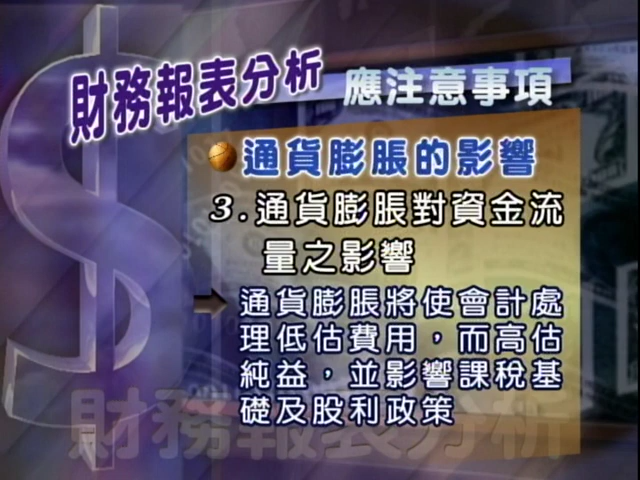 財務報表分析 應注意事項
通貨膨脹的影響
3.通貨膨脹對資金流
量之影響
通貨膨脹將使會計處
理低估費用，而高估
純益，並影響課稅基
礎及股利政策
財務報表分析